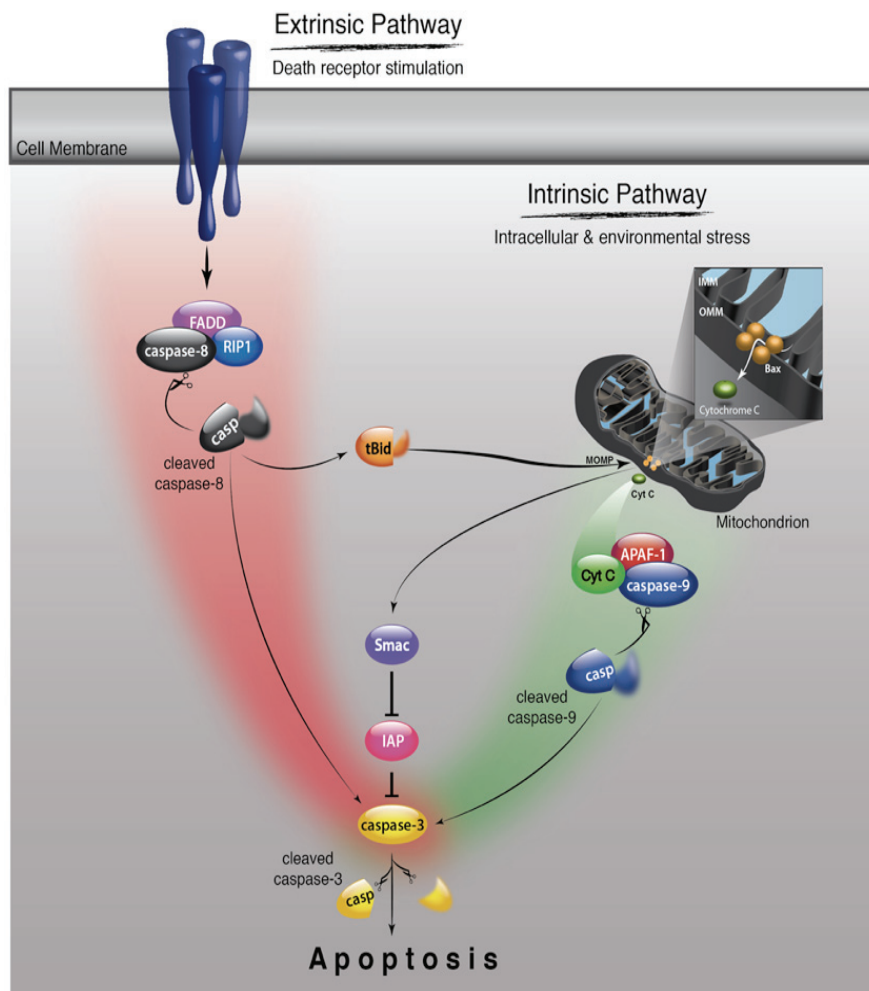 Extrinsic Pathway
Death receptor stimulation
Cell Membrane
Intrinsic Pathway
Intracellular & environmental stress
IMM
OMM
Bax
Cytochrome C
FADD
caspase-8
RIP1
casp
cleaved
caspase-8
tBid
MOMP
Cyt C
Mitochondrion
APAF-1
Cyt C
caspase-9
Smac
casp
cleaved
caspase-9
IAP
caspase-3
cleaved
caspase-3
casp
Apoptosis